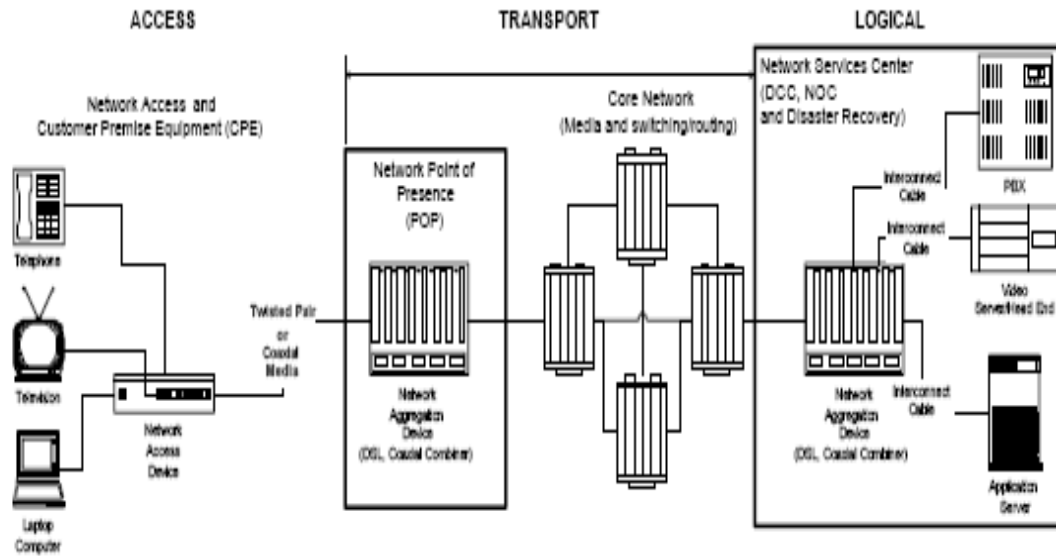 ACCESS
TRANSPORT
LOGICAL
Network Access and
Customer Premise Equipment (CPE)
Telephone
Television
Laptop
Computer
Network
Access
Device
Twisted Pair
or
Coaxial
Media
Network Point of
Presence
(POP)
Network
Aggregation
Device
(DSL, Coaxial Combiner)
Core Network
(Media and switching/routing)
Network Services Center
(DCC, NOC
and Disaster Recovery)
Interconnect
Cable
PBX
Interconnect
Cable
Video
Server/Head End
Network
Aggregation
Device
(DSL, Coaxial Combiner)
Interconnect
Cable
Application
Server